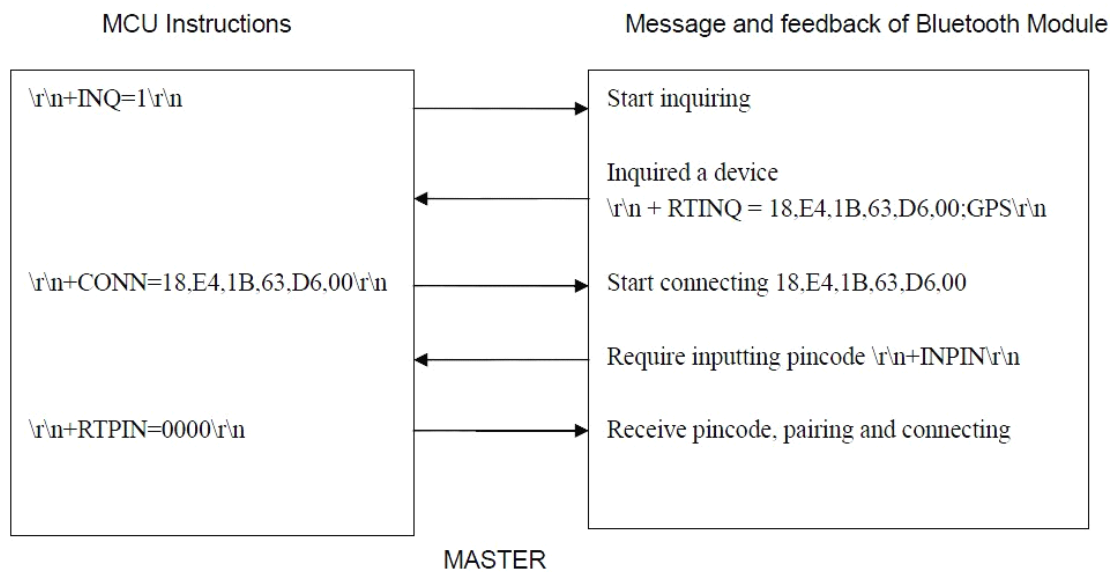 MCU Instructions
Message and feedback of Bluetooth Module
\r\n+INQ=1\r\n
Start inquiring
Inquired a device
\r\n + RTINQ = 18,E4,1B,63,D6,00;GPS\r\n
\r\n+CONN=18,E4,1B,63,D6,00\r\n
Start connecting 18,E4,1B,63,D6,00
Require inputting pincode \r\n+INPIN\r\n
\r\n+RTPIN=0000\r\n
Receive pincode, pairing and connecting
MASTER